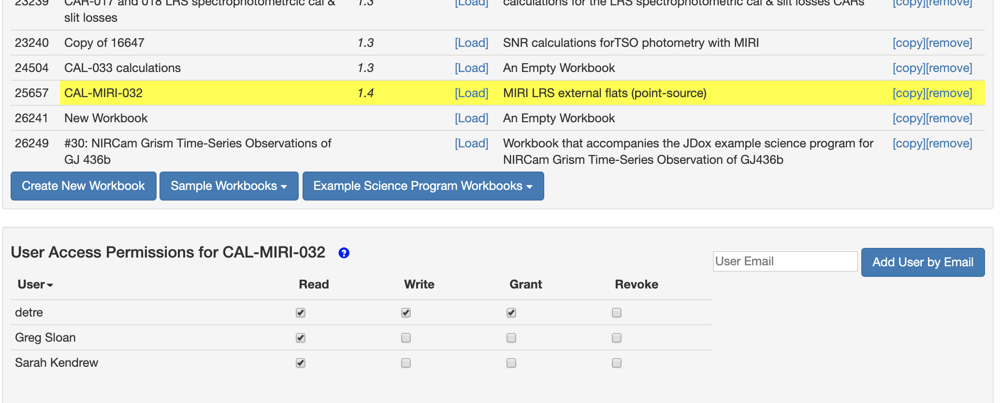 23239 CAR-017 and 018 LRS spectrophotometrcic cal & 1.3 [Load] calculations for the LRS spectrophotometric cal & slit losses CARs [copy][remove]
slit losses
23240 Copy of 16647 1.3 [Load] SNR calculations forTSO photometry with MIRI [copy][remove]
24504 CAL-033 calculations 1.3 [Load] An Empty Workbook [copy][remove]
25657 CAL-MIRI-032 1.4 [Load] MIRI LRS external flats (point-source) [copy][remove]
26241 New Workbook [Load] An Empty Workbook [copy][remove]
26249 #30: NIRCam Grism Time-Series Observations of [Load] Workbook that accompanies the JDox example science program for [copy][remove]
GJ 436b NIRCam Grism Time-Series Observation of GJ436b
Create New Workbook Sample Workbooks Example Science Program Workbooks
User Access Permissions for CAL-MIRI-032 ?
User Email Add User by Email
User Read Write Grant Revoke
detre
Greg Sloan
Sarah Kendrew